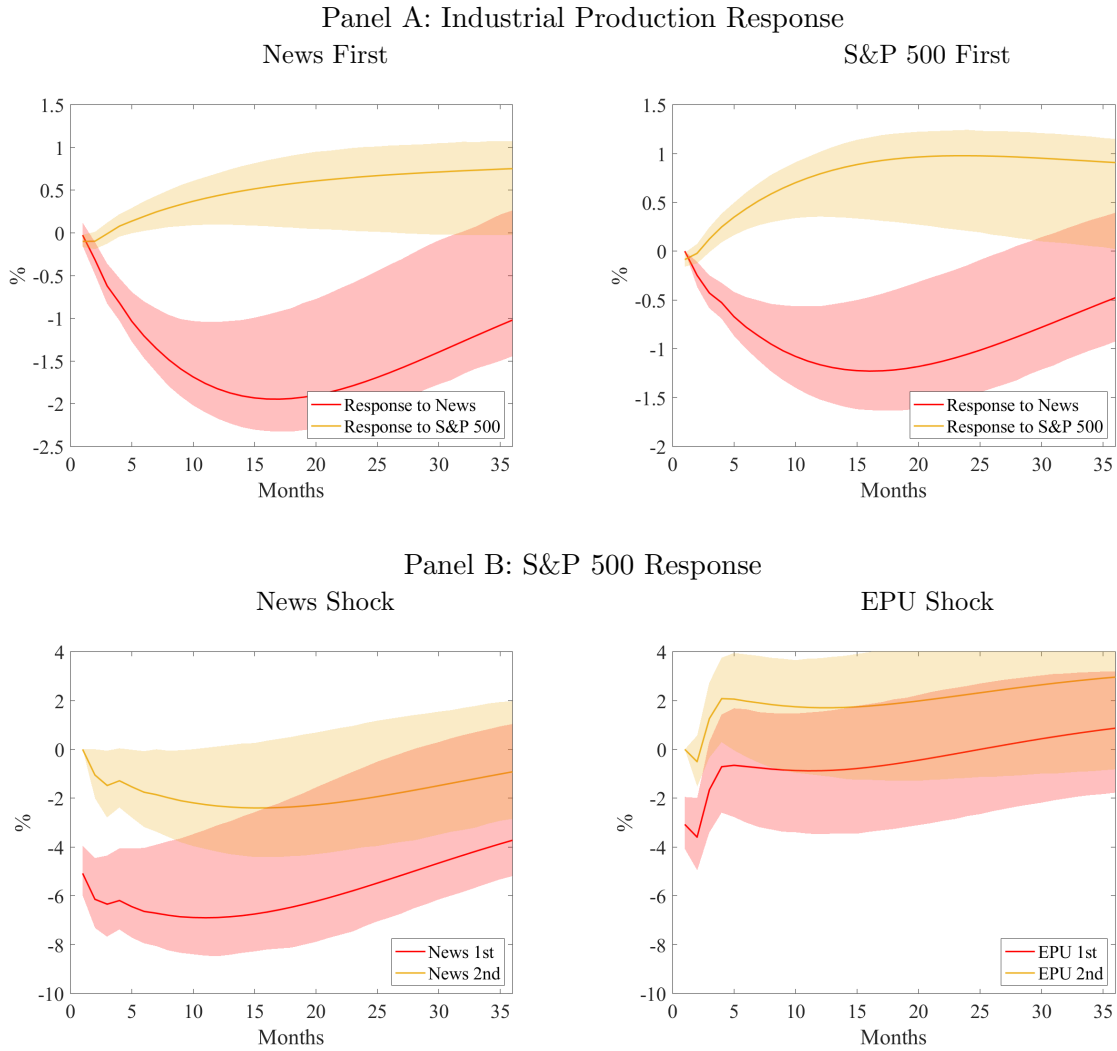 Panel A: Industrial Production Response
News First
S&P 500 First
1.5
1
0.5
0
-0.5
-1
-1.5
-2
-2.5
%
0 5 10 15 20 25 30 35
Months
Response to News
Response to S&P 500
1.5
1
0.5
0
-0.5
-1
-1.5
-2
%
0 5 10 15 20 25 30 35
Months
Response to News
Response to S&P 500
Panel B: S&P 500 Response
News Shock
EPU Shock
4
2
0
-2
-4
-6
-8
-10
%
0 5 10 15 20 25 30 35
Months
News 1st
News 2nd
4
2
0
-2
-4
-6
-8
-10
%
0 5 10 15 20 25 30 35
Months
EPU 1st
EPU 2nd